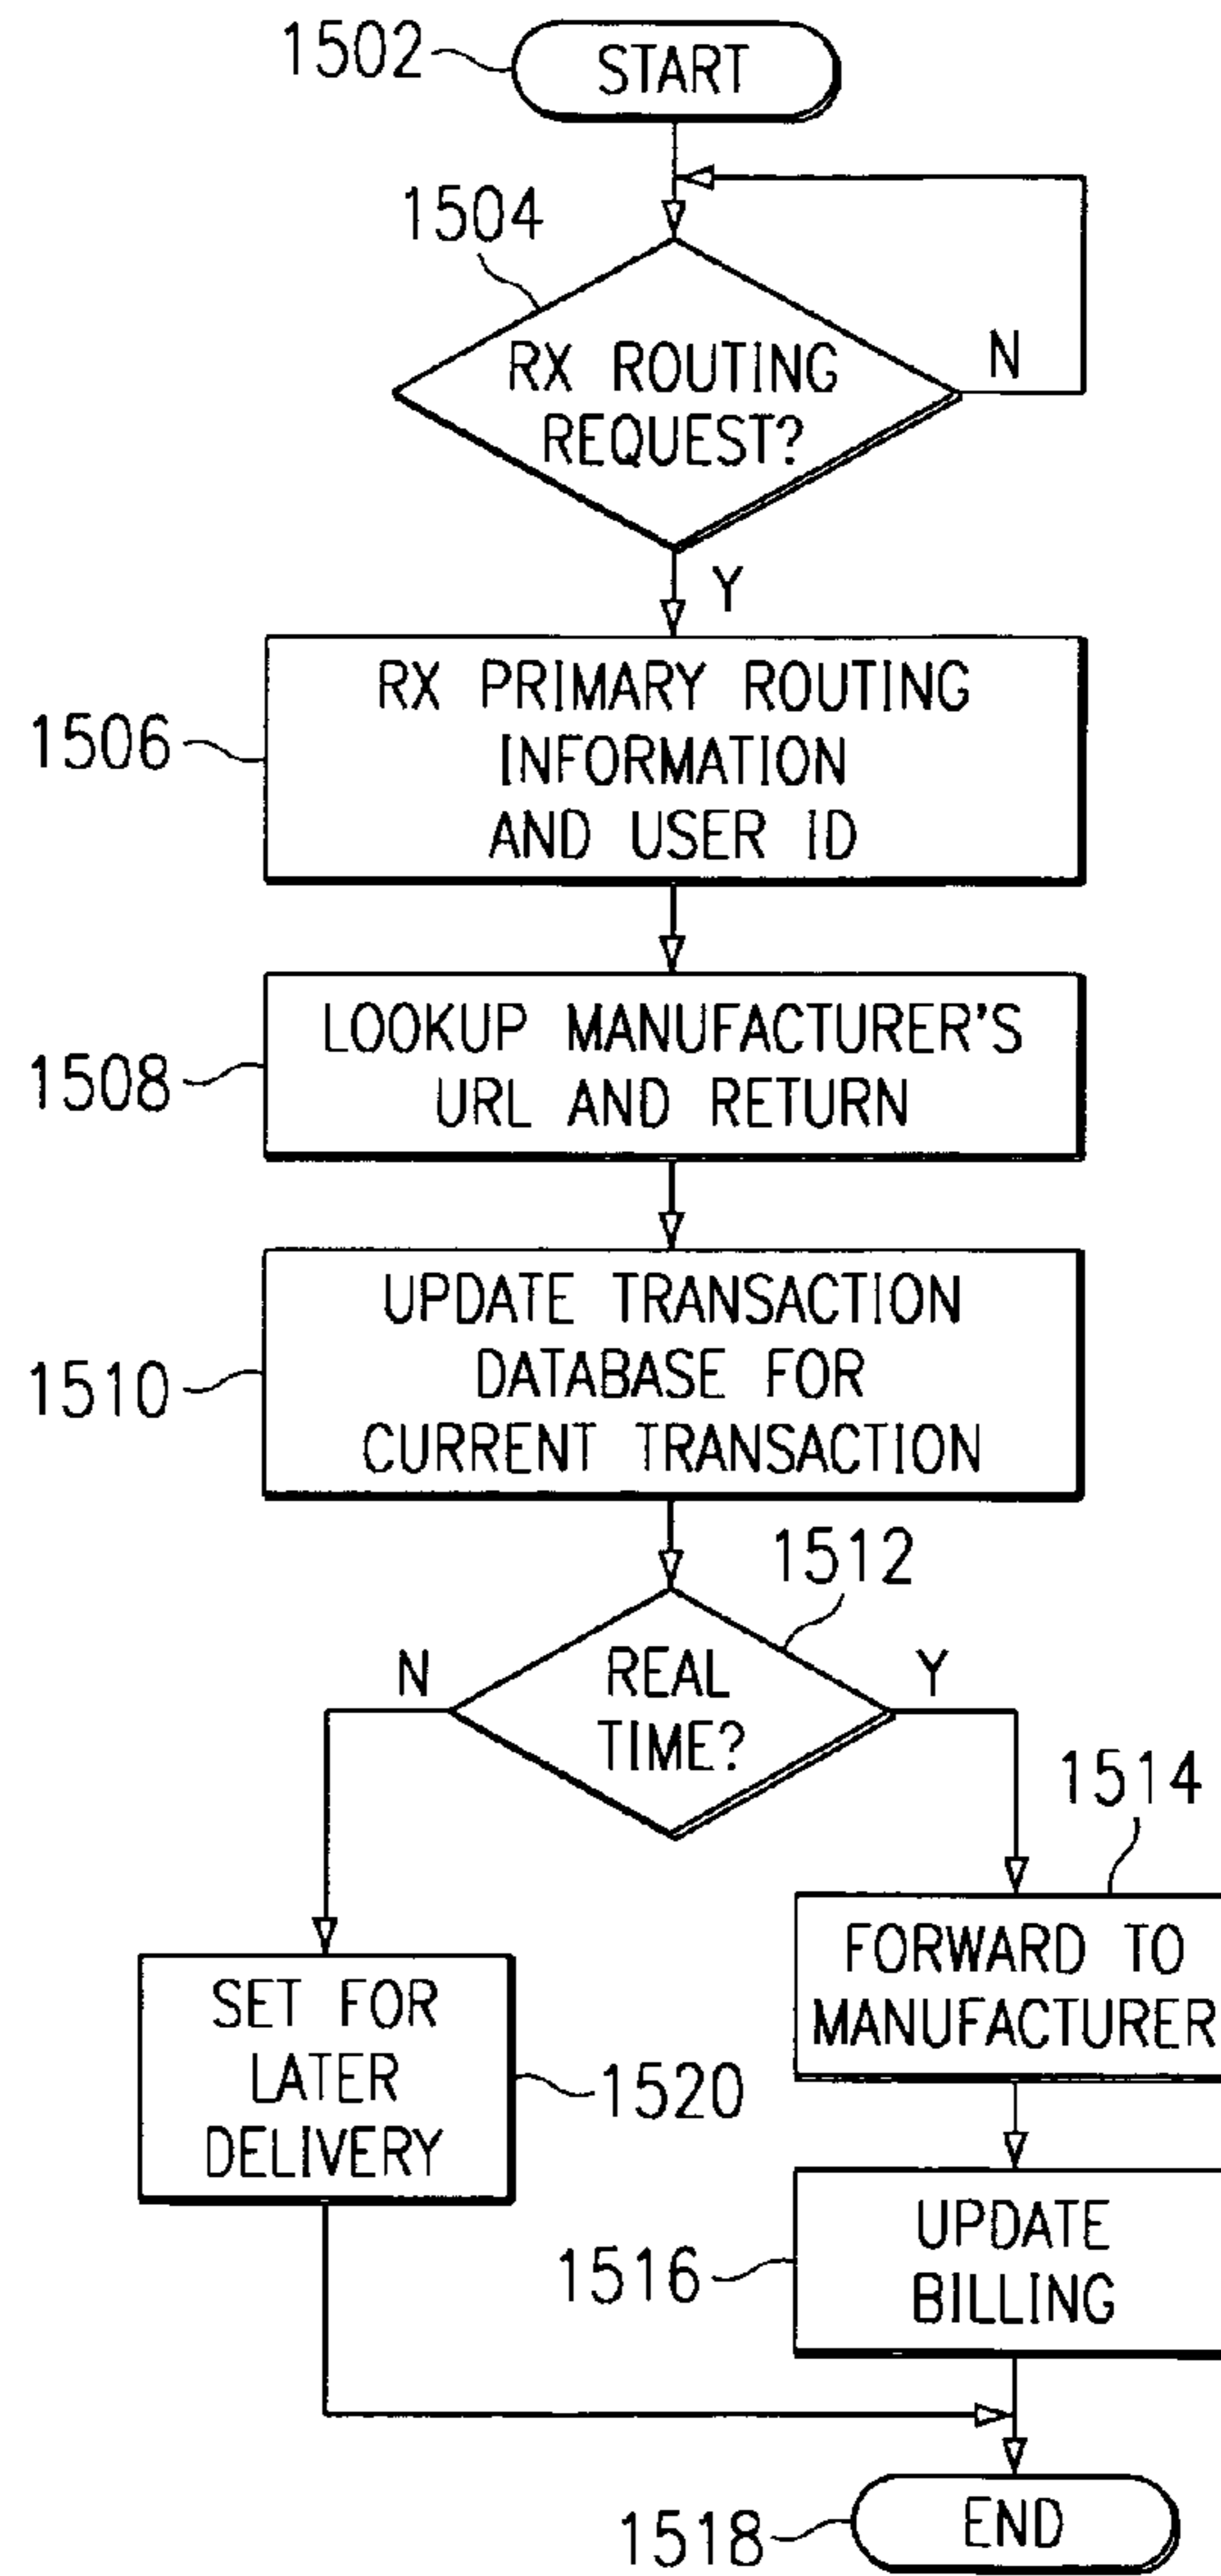 1502
START
1504
RX ROUTING
REQUEST?
N
Y
1506
RX PRIMARY ROUTING
INFORMATION
AND USER ID
1508
LOOKUP MANUFACTURER'S
URL AND RETURN
1510
UPDATE TRANSACTION
DATABASE FOR
CURRENT TRANSACTION
1512
N
REAL
TIME?
Y
1514
FORWARD TO
MANUFACTURER
SET FOR
LATER
DELIVERY
1520
1516
UPDATE
BILLING
1518
END